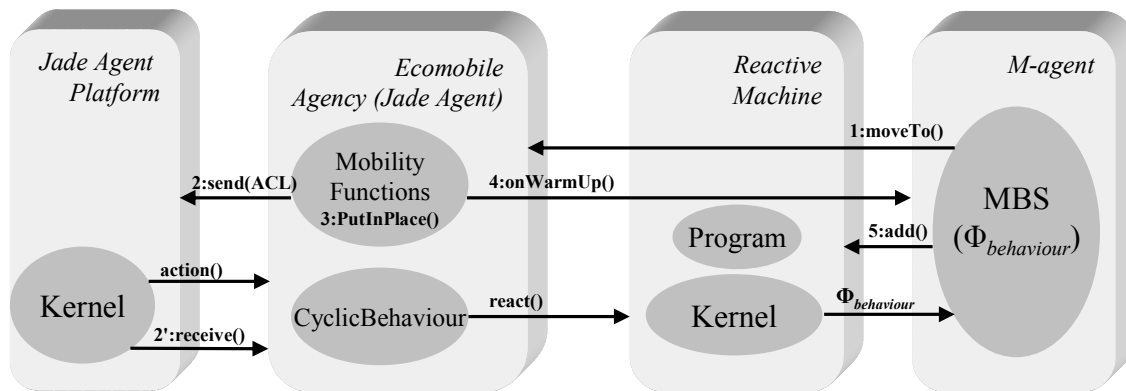 Jade Agent
Platform
Ecomobile
Agency (Jade Agent)
Reactive
Machine
M-agent
1:moveTo()
Mobility
Functions
3:PutInPlace()
2:send(ACL)
4:onWarmUp()
MBS
(Φbehaviour)
Program
5:add()
action()
Kernel
2':receive()
CyclicBehaviour
react()
Kernel
Φbehaviour